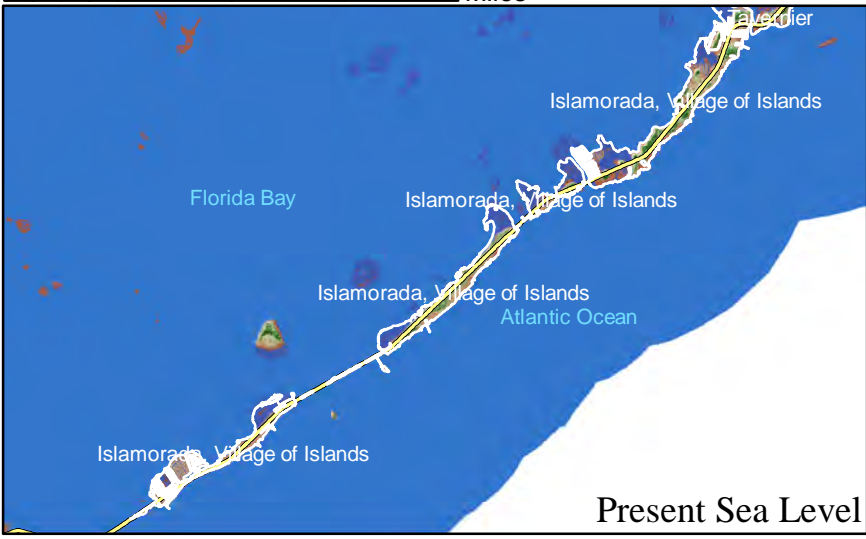 Miles
Tavernier
Islamorada, Village of Islands
Florida Bay
Islamorada, Village of Islands
Islamorada, Village of Islands
Atlantic Ocean
Islamorada, Village of Islands
Present Sea Level